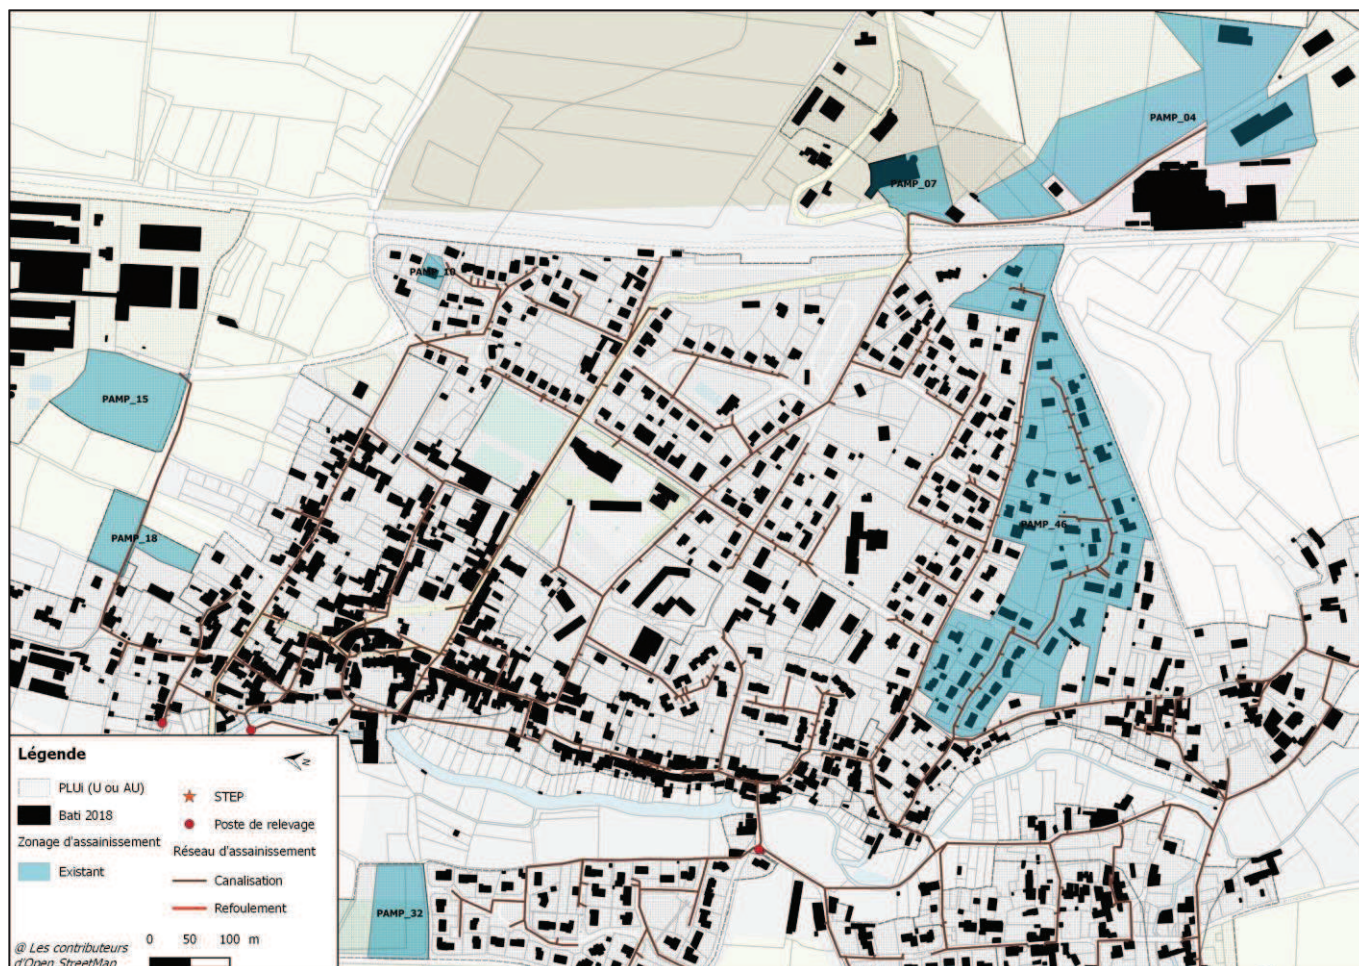 PAMP_04
PAMP_07
PAMP_10
PAMP_15
PAMP_46
PAMP_18
PAMP_32
Légende
N
PLUi (U ou AU)
Bati 2018
Zonage d'assainissement
Existant
STEP
Poste de relevage
Réseau d'assainissement
Canalisation
Refoulement
0 50 100 m
@ Les contributeurs
d'Open StreetMap